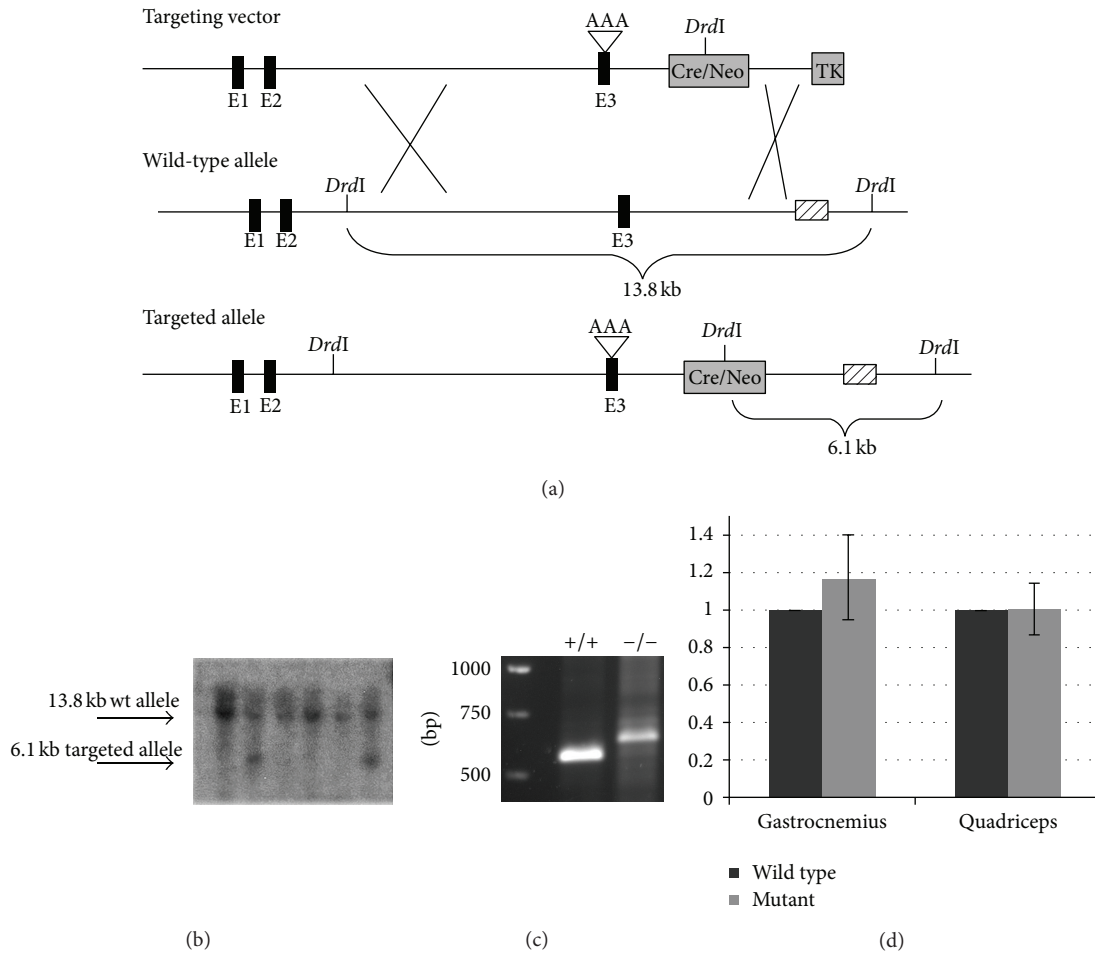 Targeting vector
AAA
DrdI
Cre/Neo
TK
E1
E2
E3
Wild-type allele
DrdI
DrdI
E1
E2
E3
13.8 kb
Targeted allele
AAA
DrdI
DrdI
DrdI
Cre/Neo
E1
E2
E3
6.1 kb
(a)
13.8 kb wt allele
6.1 kb targeted allele
(b)
+/+
−/−
1000
750
500
(bp)
(c)
1.4
1.2
1
0.8
0.6
0.4
0.2
0
Gastrocnemius
Quadriceps
Wild type
Mutant
(d)